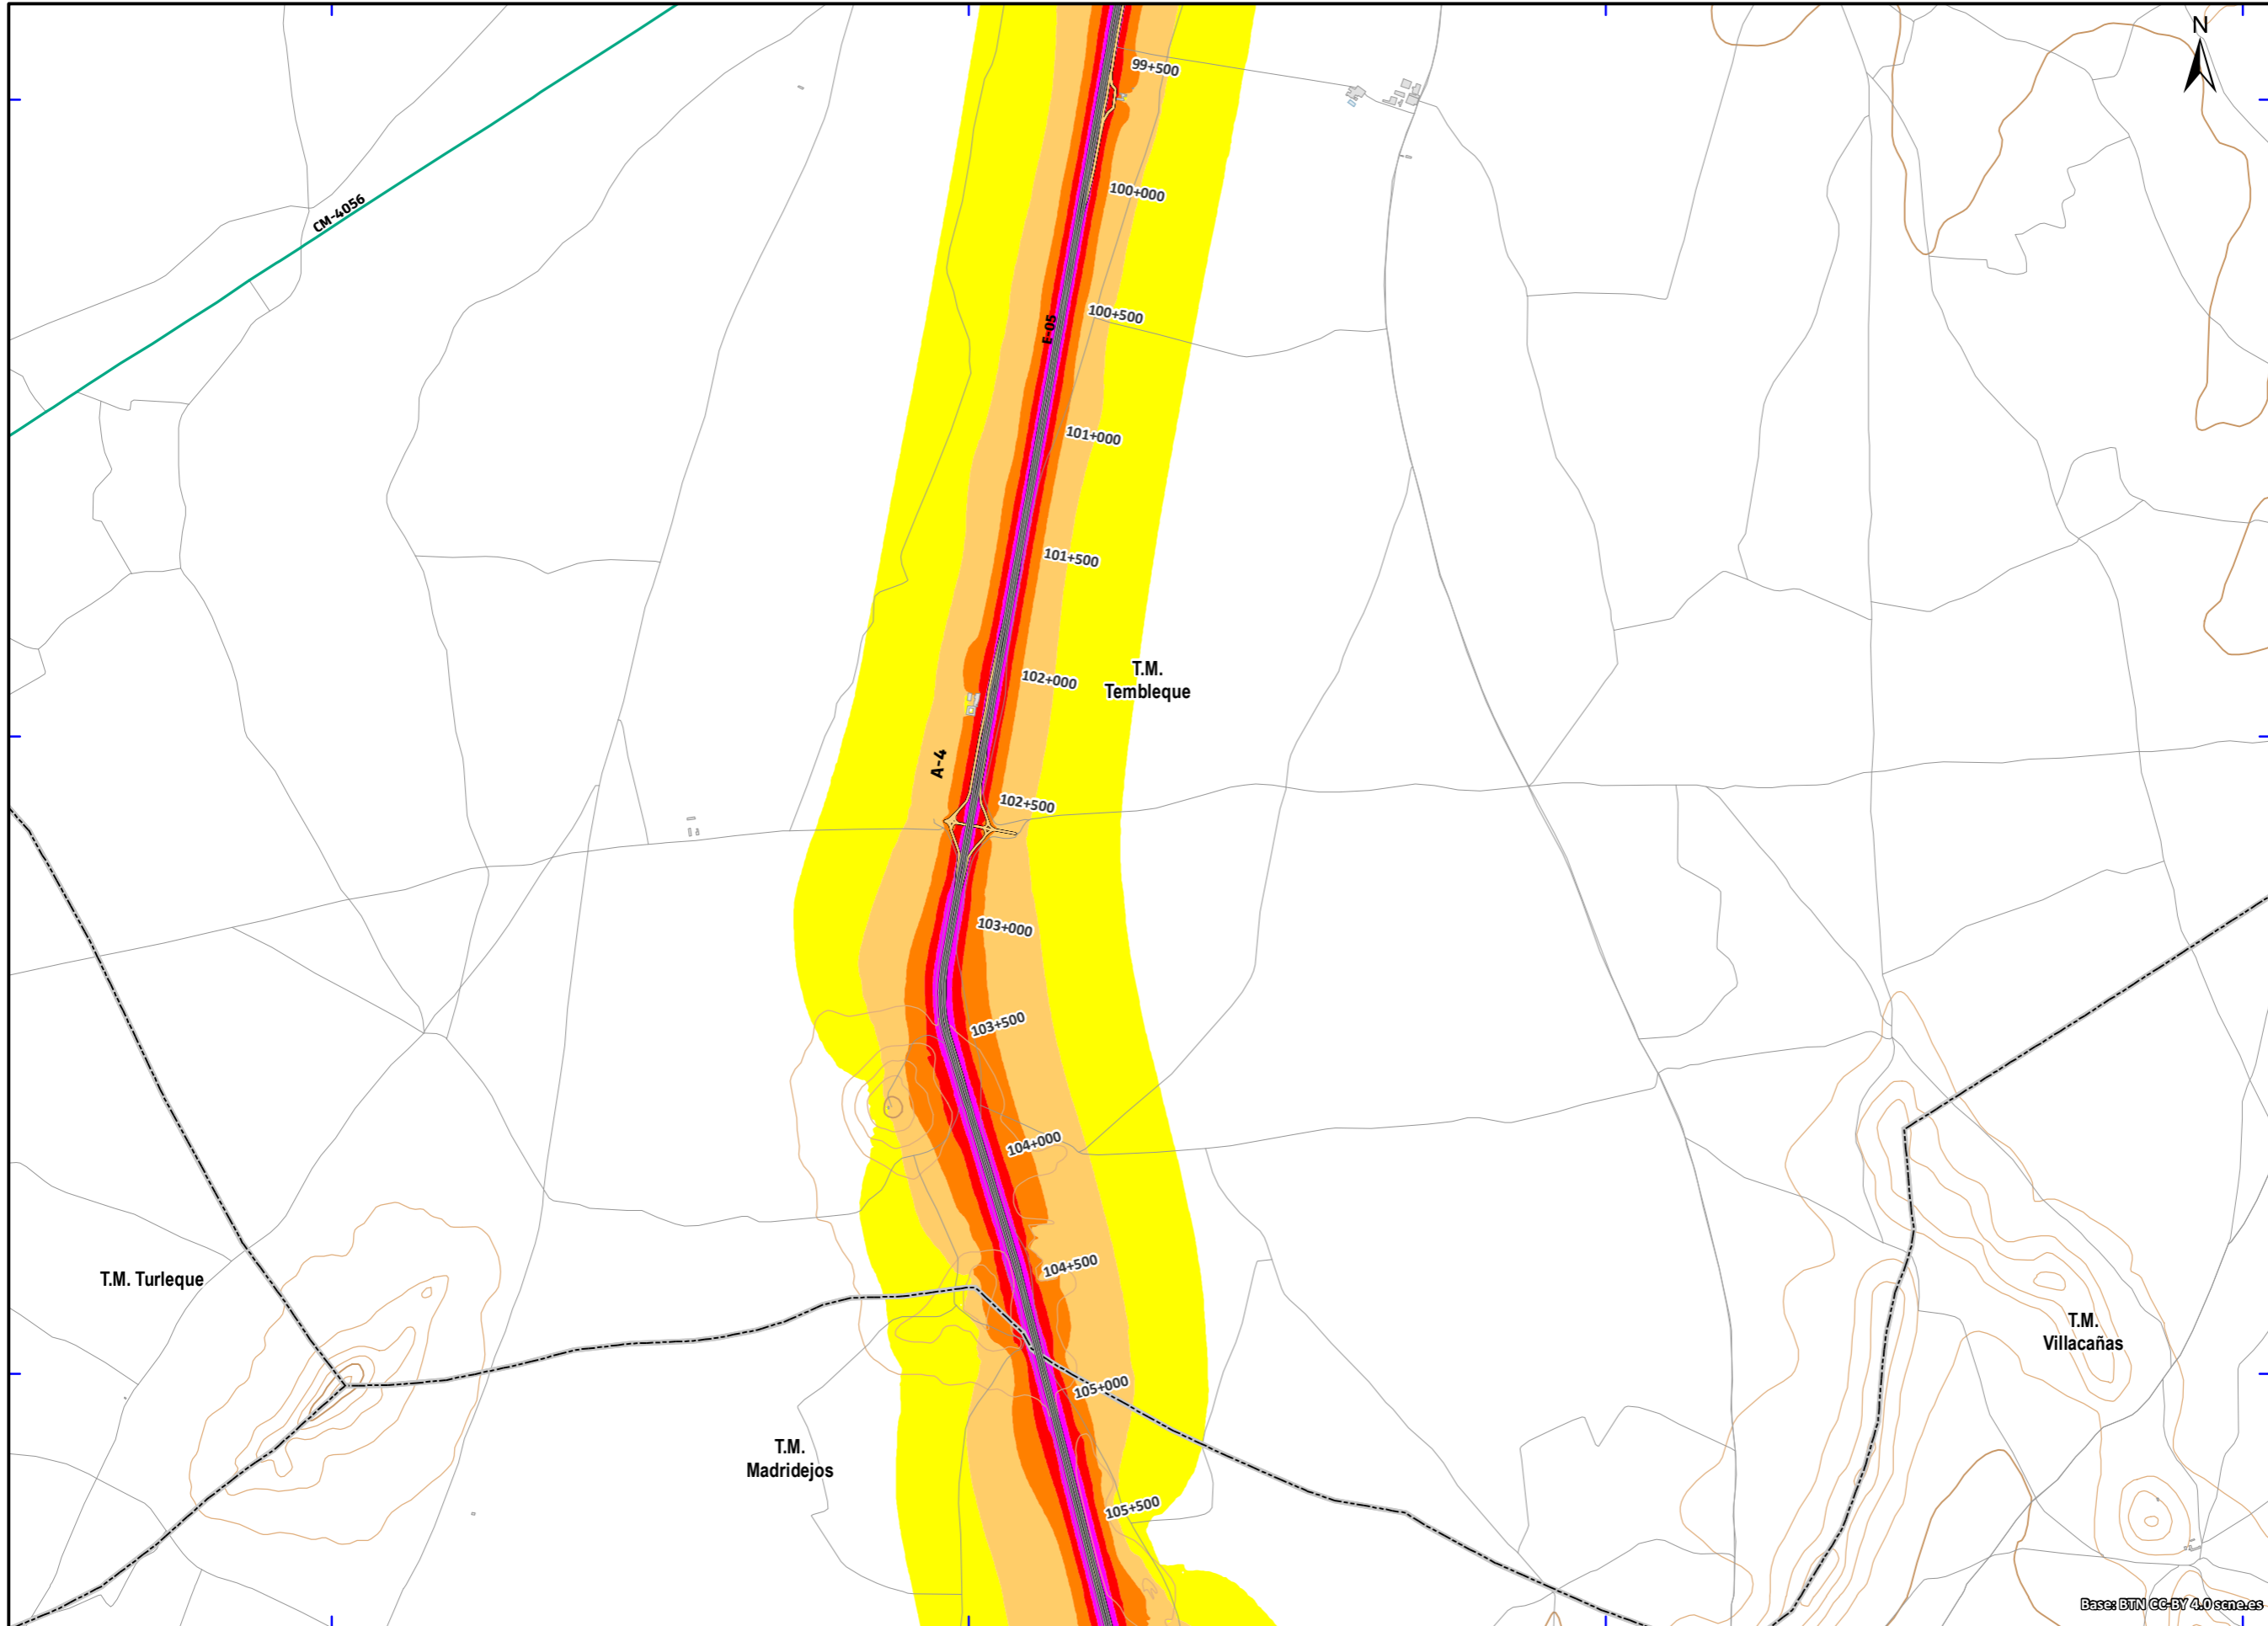 N
99+500
100+000
CM-4056
100+500
E-05
101+000
101+500
102+000
T.M.
Tembleque
A-4
102+500
103+000
103+500
104+000
104+500
T.M. Turleque
T.M.
Villacañas
105+000
T.M.
Madridejos
105+500
Base: BTN CC-BY 4.0 scne.es